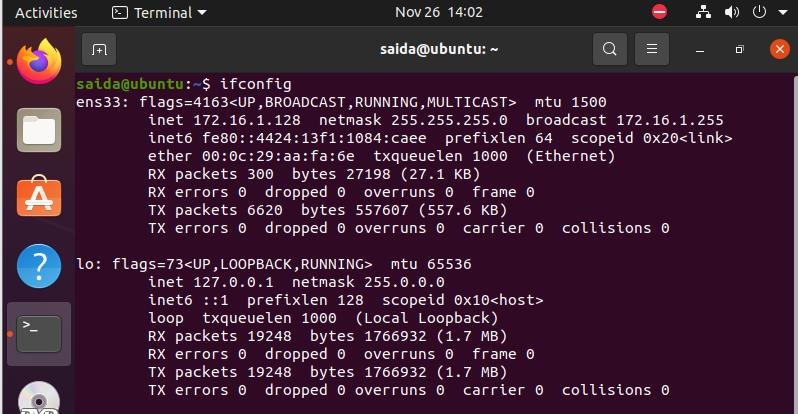 Activities Terminal Nov 26 14:02
saida@ubuntu: ~
saida@ubuntu:~$ ifconfig
ens33: flags=4163<UP,BROADCAST,RUNNING,MULTICAST>  mtu 1500
        inet 172.16.1.128  netmask 255.255.255.0  broadcast 172.16.1.255
        inet6 fe80::4424:13f1:1084:caee  prefixlen 64  scopeid 0x20<link>
        ether 00:0c:29:aa:fa:6e  txqueuelen 1000  (Ethernet)
        RX packets 300  bytes 27198 (27.1 KB)
        RX errors 0  dropped 0  overruns 0  frame 0
        TX packets 6620  bytes 557607 (557.6 KB)
        TX errors 0  dropped 0 overruns 0  carrier 0  collisions 0

lo: flags=73<UP,LOOPBACK,RUNNING>  mtu 65536
        inet 127.0.0.1  netmask 255.0.0.0
        inet6 ::1  prefixlen 128  scopeid 0x10<host>
        loop  txqueuelen 1000  (Local Loopback)
        RX packets 19248  bytes 1766932 (1.7 MB)
        RX errors 0  dropped 0  overruns 0  frame 0
        TX packets 19248  bytes 1766932 (1.7 MB)
        TX errors 0  dropped 0 overruns 0  carrier 0  collisions 0